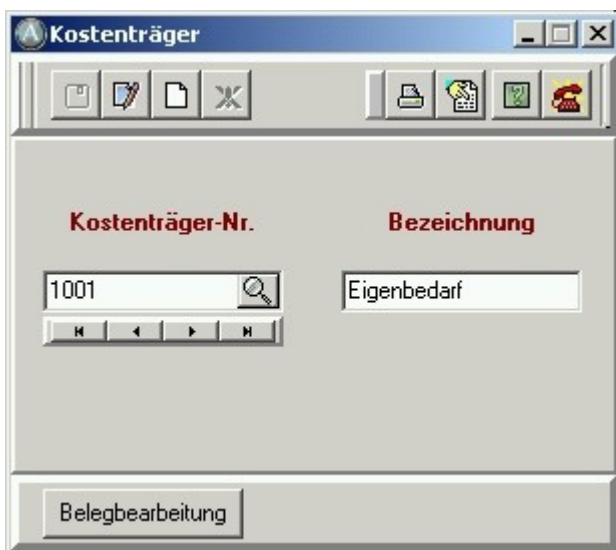 Kostenträger
Kostenträger-Nr. Bezeichnung
1001 Eigenbedarf
Belegbearbeitung